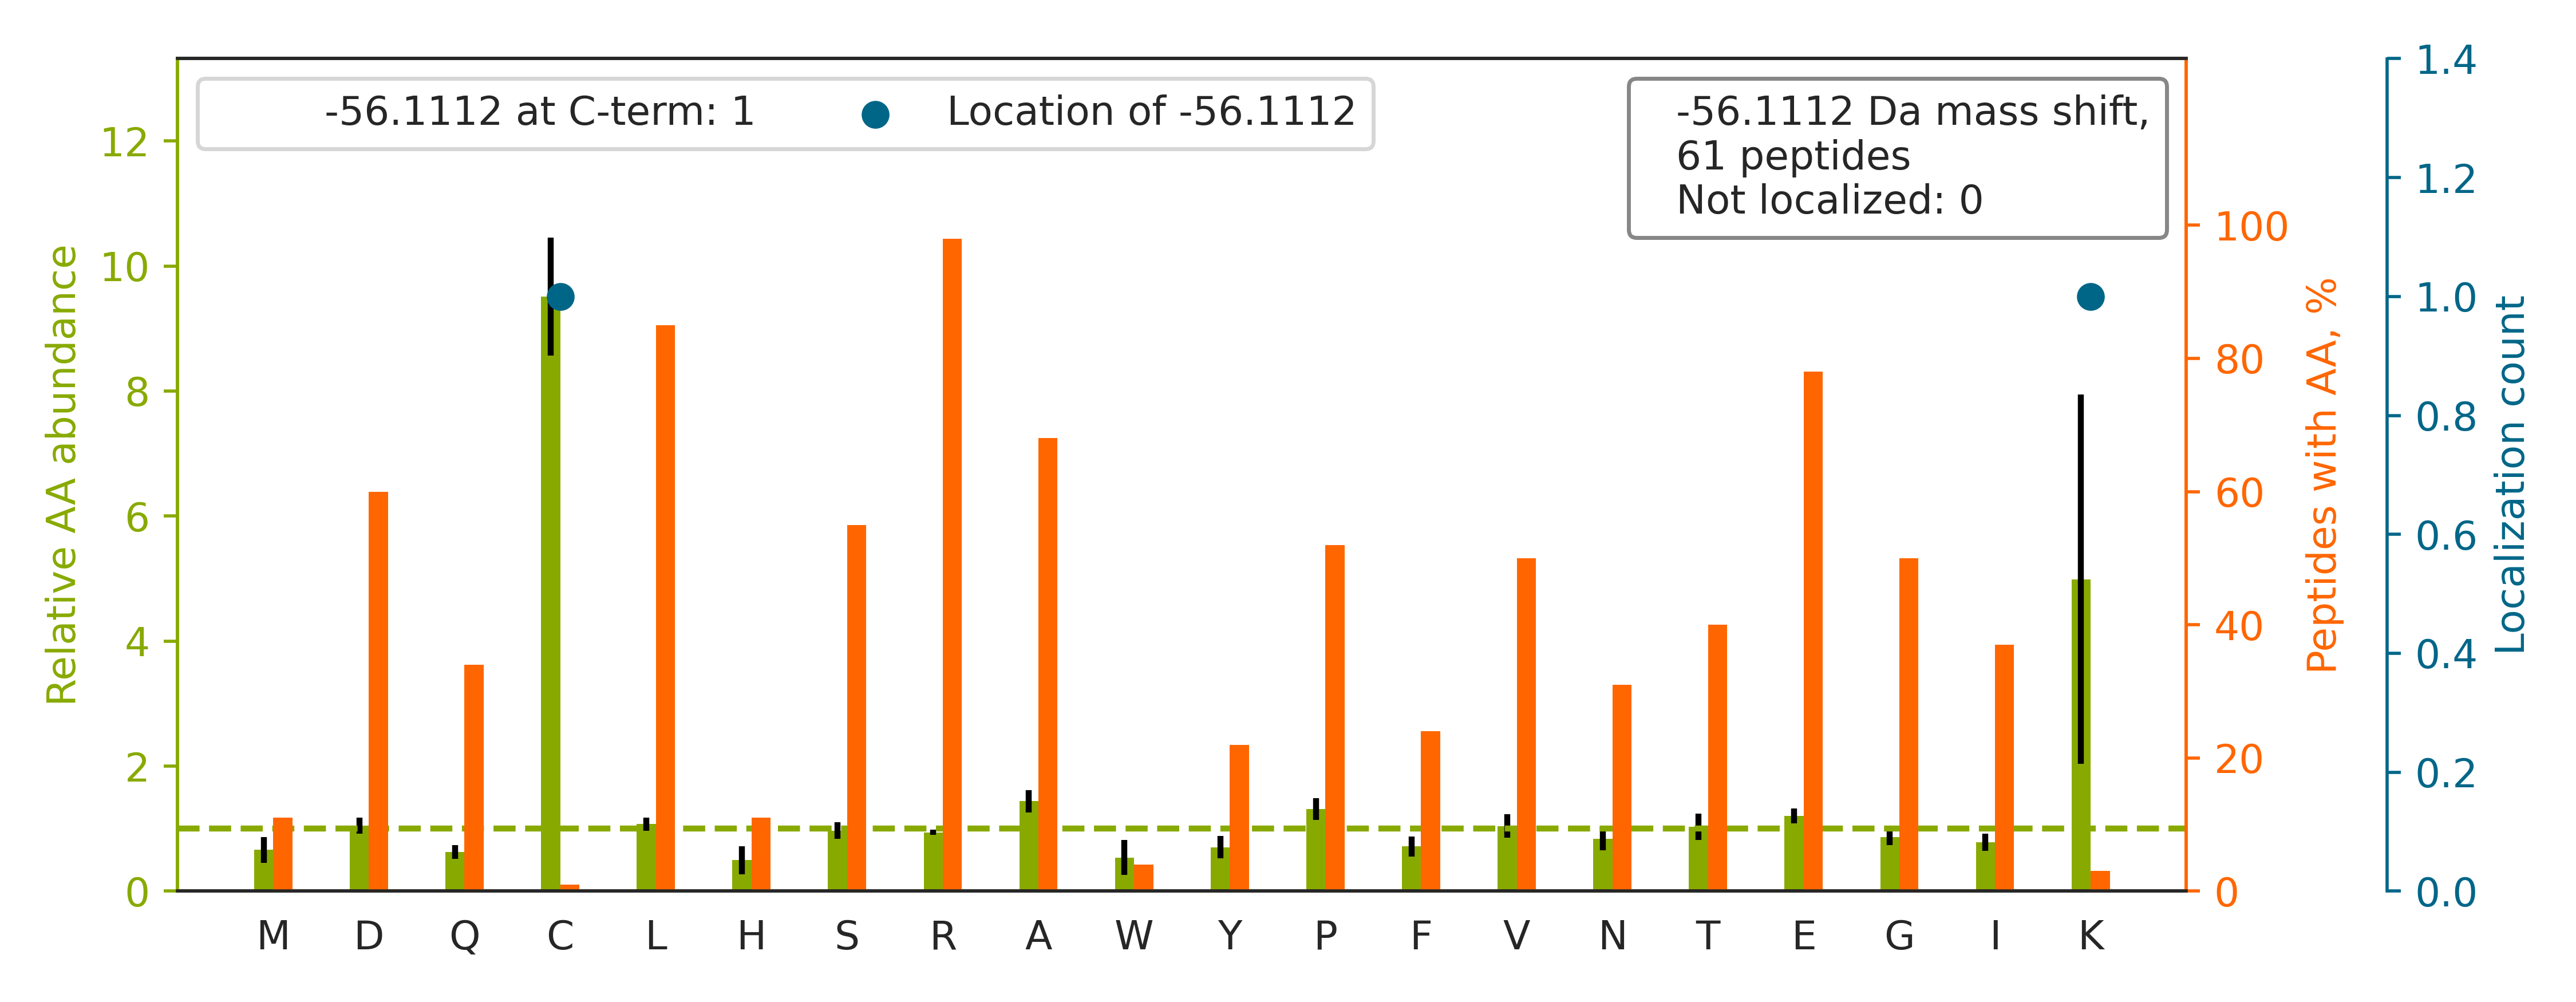 -56.1112 at C-term: 1
Location of -56.1112
-56.1112 Da mass shift,
61 peptides
Not localized: 0
Relative AA abundance
12
10
8
6
4
2
0
100
80
60
40
20
0
Peptides with AA, %
1.4
1.2
1.0
0.8
0.6
0.4
0.2
0.0
Localization count
M D Q C L H S R A W Y P F V N T E G I K